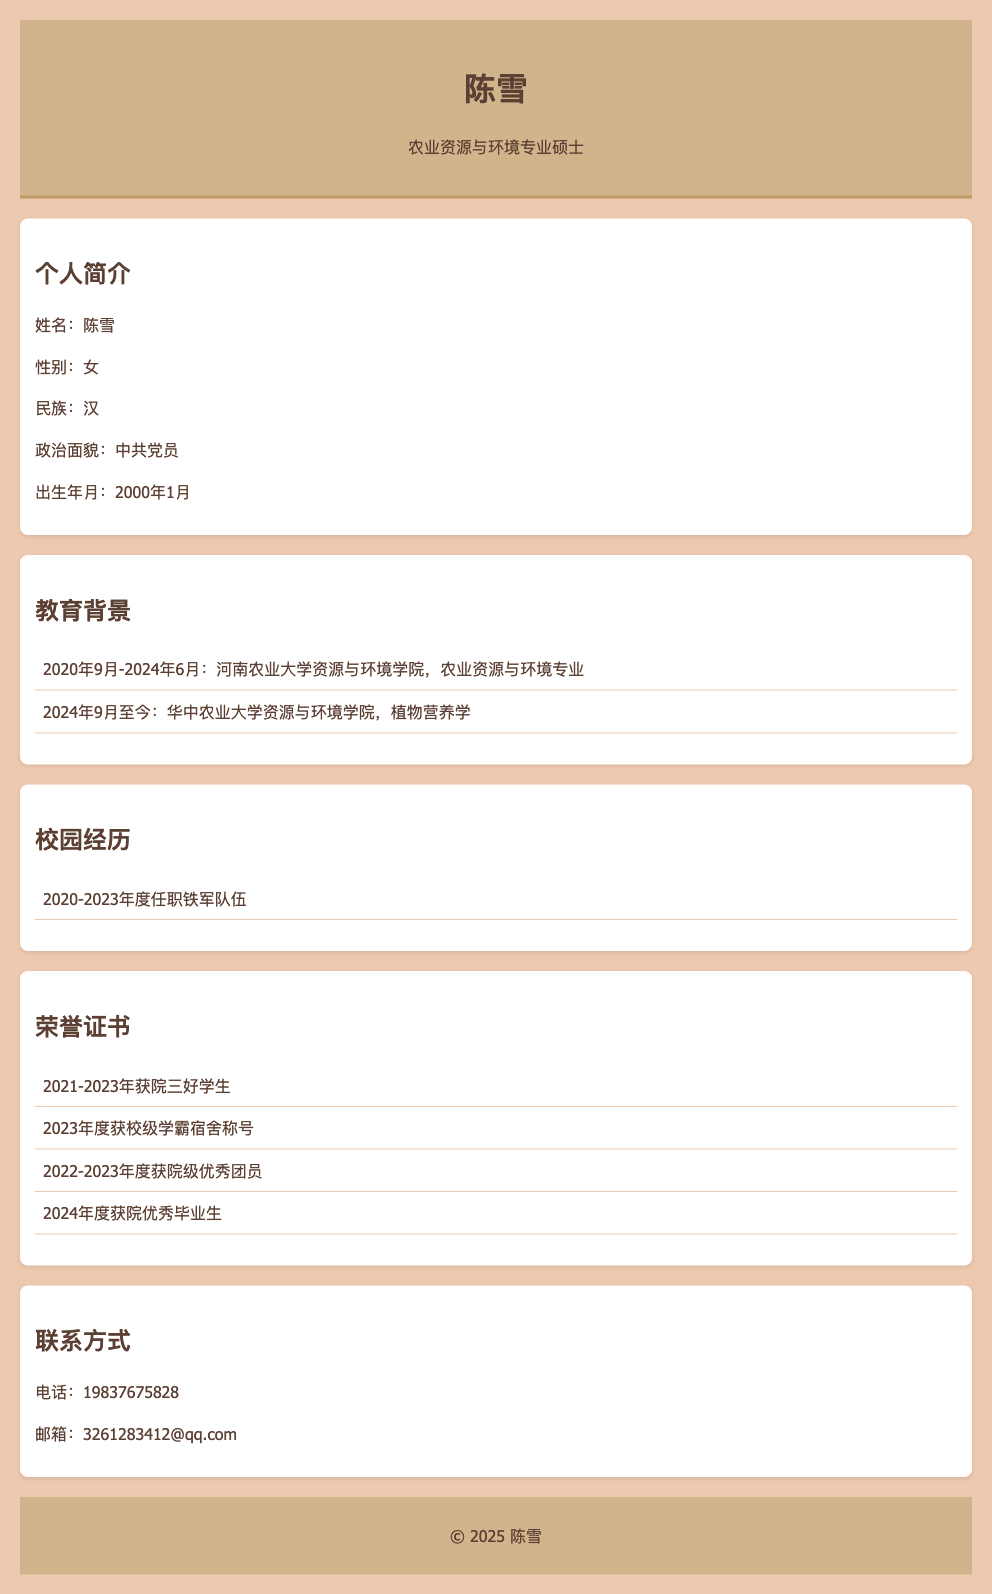 陈雪
农业资源与环境专业硕士
个人简介
姓名：陈雪
性别：女
民族：汉
政治面貌：中共党员
出生年月：2000年1月
教育背景
2020年9月-2024年6月：河南农业大学资源与环境学院，农业资源与环境专业
2024年9月至今：华中农业大学资源与环境学院，植物营养学
校园经历
2020-2023年度任职铁军队伍
荣誉证书
2021-2023年获院三好学生
2023年度获校级学霸宿舍称号
2022-2023年度获院级优秀团员
2024年度获院优秀毕业生
联系方式
电话：19837675828
邮箱：3261283412@qq.com
© 2025 陈雪